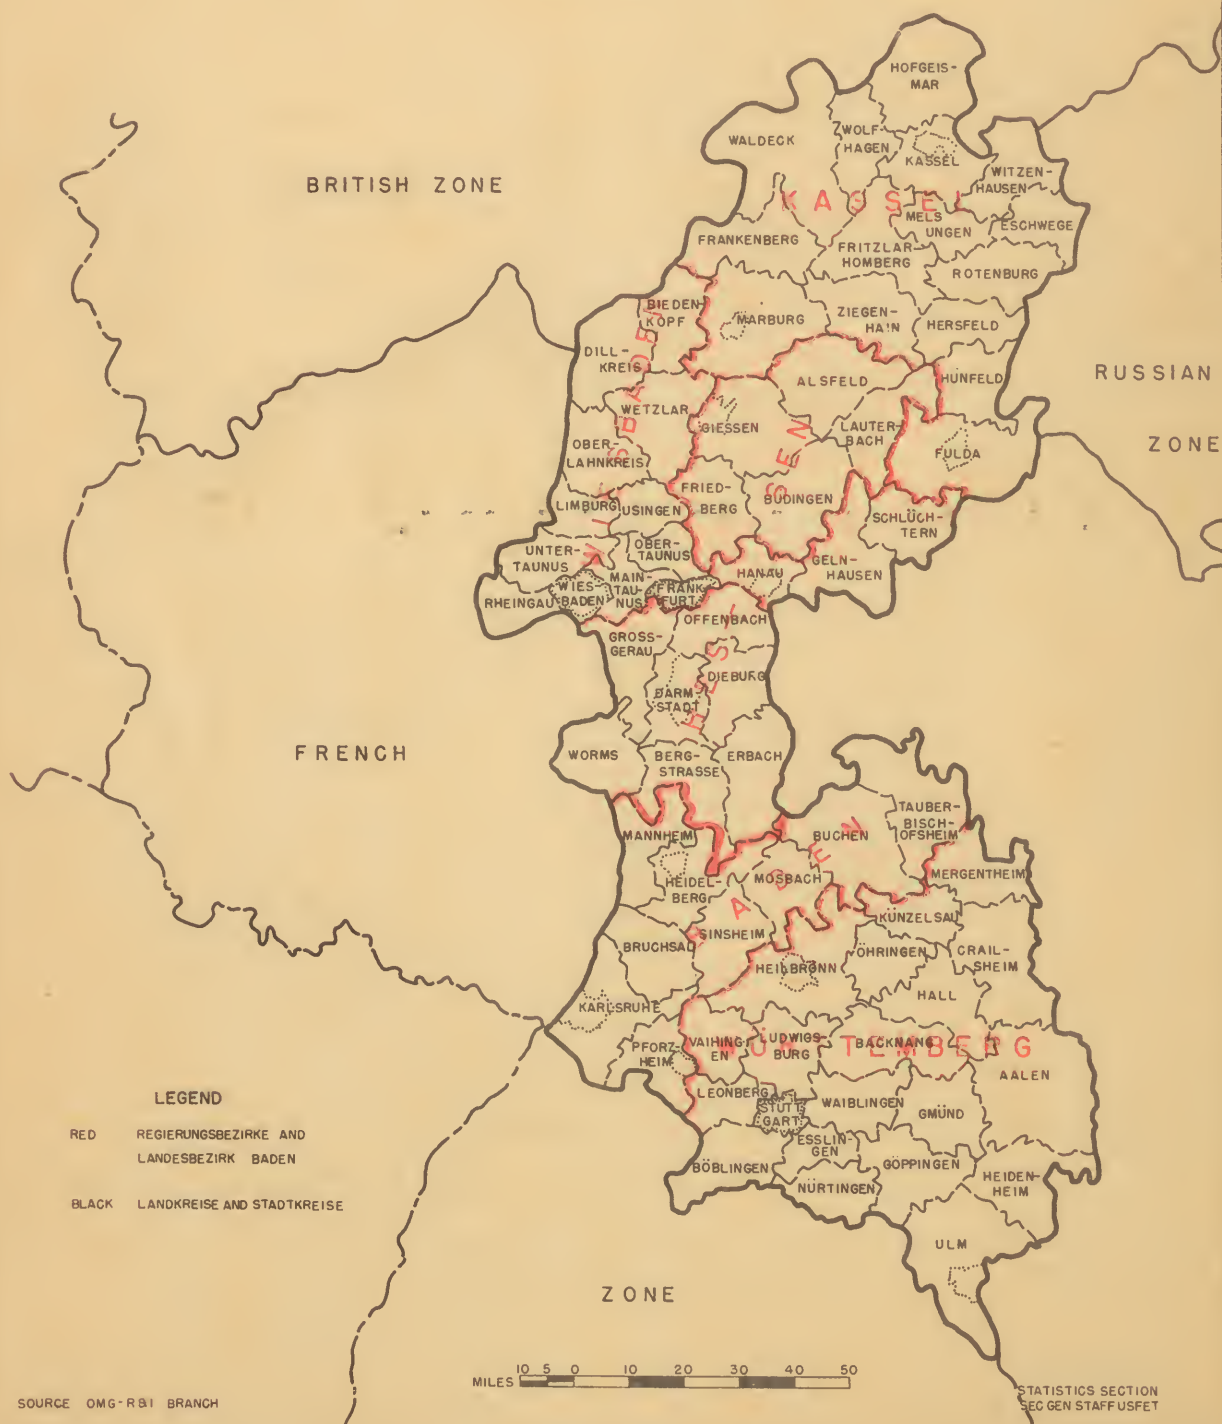 HOFGEIS-
MAR
WALDECK
WOLF-
HAGEN
KASSEL
WITZEN-
HAUSEN
BRITISH ZONE
KASSEL
MELS
UNGEN
ESCHWEGE
FRANKENBERG
FRITZLAR
HOMBERG
ROTENBURG
BIEDEN-
KOPF
MARBURG
ZIEGEN-
HAIN
HERSFELD
DILL-
KREIS
RUSSIAN
ZONE
ALSFELD
HÜNFELD
WETZLAR
GIESSEN
LAUTER-
BACH
FULDA
OBER-
LAHNKREIS
WIESBADEN
FRIED-
BERG
BÜDINGEN
LIMBURG
USINGEN
SCHLÜCH-
TERN
UNTER-
TAUNUS
OBER-
TAUNUS
HANAU
GELN-
HAUSEN
RHEINGAU
WIES-
BADEN
MAIN-
TAU-
NUS
FRANK
FURT
OFFENBACH
GROSS-
GERAU
HESSEN
DARM-
STADT
DIEBURG
FRENCH
WORMS
BERG-
STRASSE
ERBACH
TAUBER-
BISCH-
OFSHEIM
MANNHEIM
BUCHEN
BADEN
HEIDEL-
BERG
MOSBACH
MERGENTHEIM
SINSHEIM
KÜNZELSAU
BRUCHSAL
HEILBRONN
ÖHRINGEN
CRAIL-
SHEIM
HALL
KARLSRUHE
PFORZ-
HEIM
VAIHING-
EN
LUDWIGS-
BURG
BACKNANG
WÜRTTEMBERG
AALEN
LEONBERG
STUTT
GART
WAIBLINGEN
GMÜND
ESSLIN-
GEN
BÖBLINGEN
GÖPPINGEN
NÜRTINGEN
HEIDEN-
HEIM
ULM
ZONE
LEGEND
RED REGIERUNGSBEZIRKE AND
LANDESBEZIRK BADEN
BLACK LANDKREISE AND STADTKREISE
10 5 0 10 20 30 40 50
MILES
SOURCE OMG-R&I BRANCH
STATISTICS SECTION
SEC GEN STAFF USFET